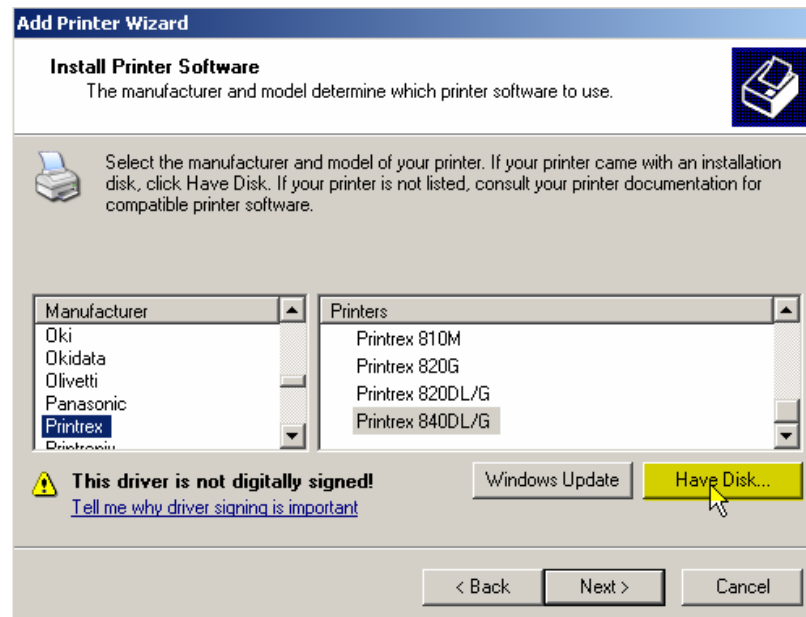 Add Printer Wizard
Install Printer Software
The manufacturer and model determine which printer software to use.
Select the manufacturer and model of your printer. If your printer came with an installation
disk, click Have Disk. If your printer is not listed, consult your printer documentation for
compatible printer software.
Manufacturer
Oki
Okidata
Olivetti
Panasonic
Printrex
Printers
Printrex 810M
Printrex 820G
Printrex 820DL/G
Printrex 840DL/G
This driver is not digitally signed!
Tell me why driver signing is important
Windows Update
Have Disk...
< Back
Next >
Cancel